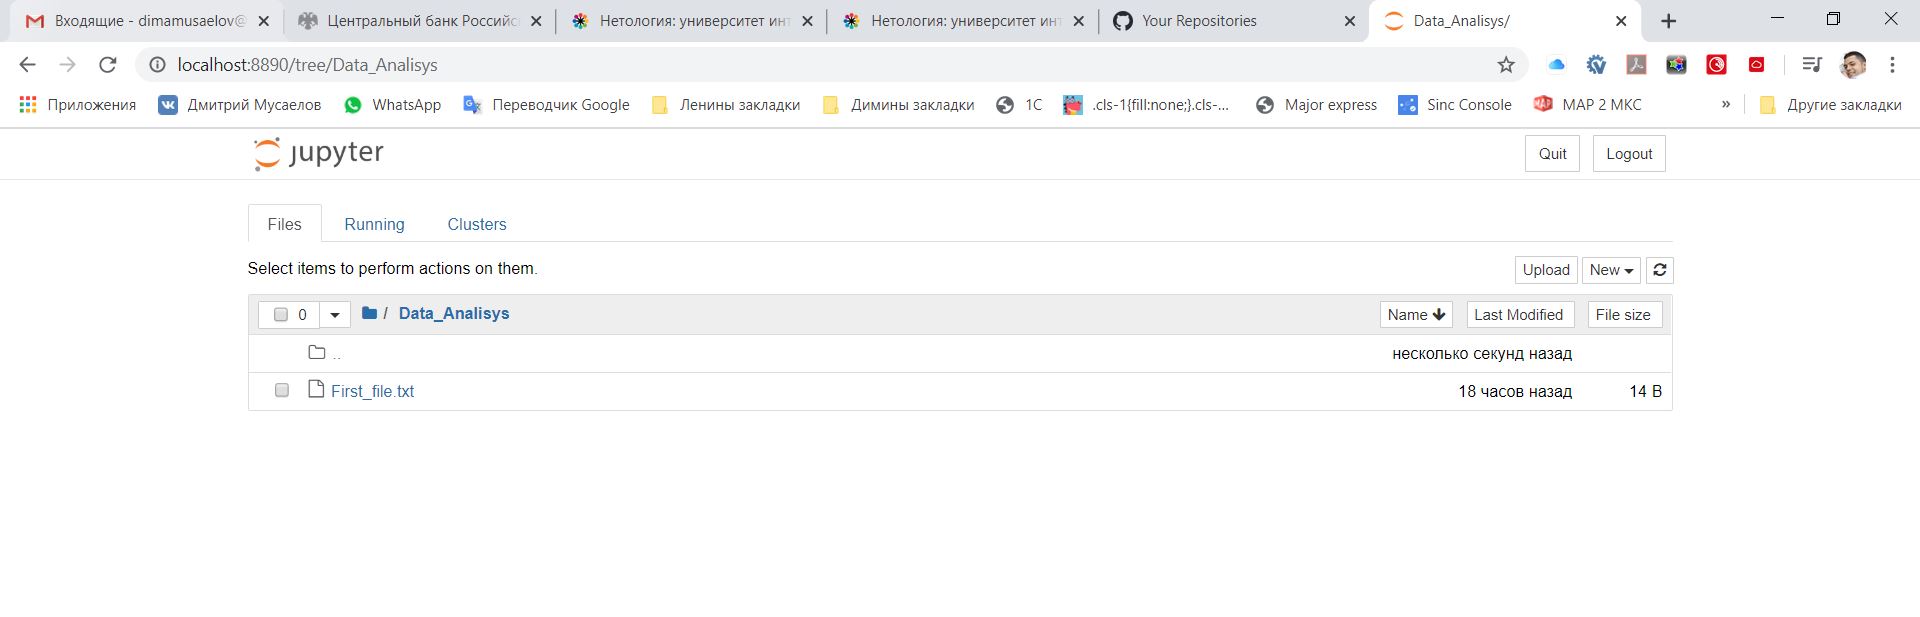 Входящие - dimamusaelov@
Центральный банк Российс
Нетология: университет инт
Нетология: университет инт
Your Repositories
Data_Analisys/
localhost:8890/tree/Data_Analisys
Приложения
Дмитрий Мусаелов
WhatsApp
Переводчик Google
Ленины закладки
Димины закладки
1С
.cls-1{fill:none;}.cls-...
Major express
Sinc Console
MAP 2 МКС
»
Другие закладки
jupyter
Quit
Logout
Files
Running
Clusters
Select items to perform actions on them.
Upload
New
0
/ Data_Analisys
Name
Last Modified
File size
..
несколько секунд назад
First_file.txt
18 часов назад
14 B